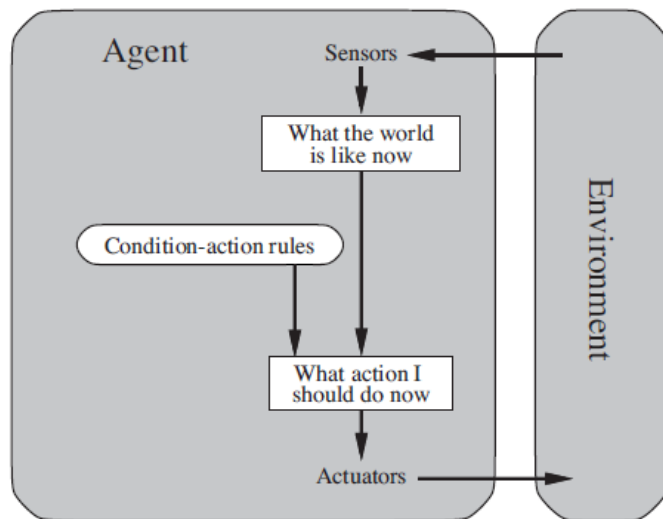 Agent
Sensors
What the world
is like now
Condition-action rules
What action I
should do now
Actuators
Environment